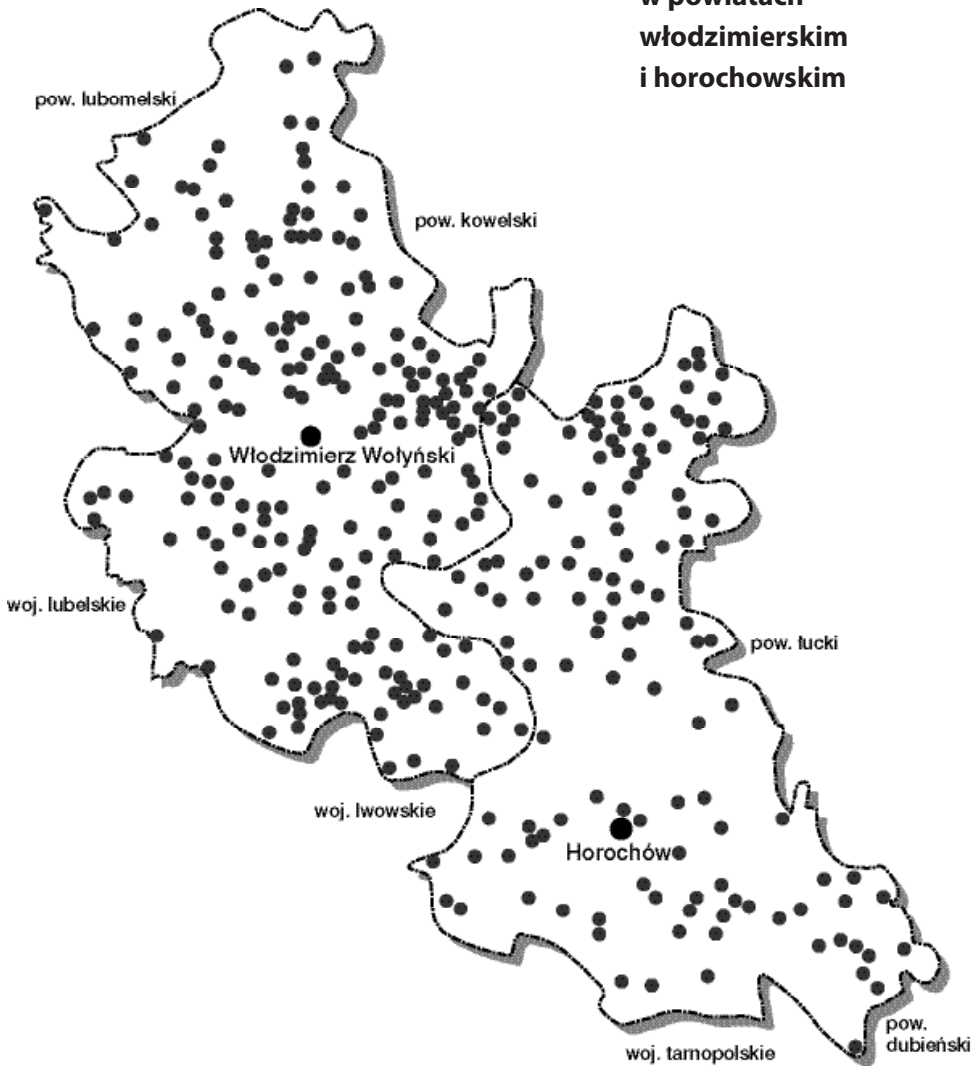 w powiatach
włodzimierskim
i horochowskim
pow. lubomelski
pow. kowelski
Włodzimierz Wołyński
woj. lubelskie
pow. łucki
woj. lwowskie
Horochów
pow.
dubieński
woj. tarnopolskie